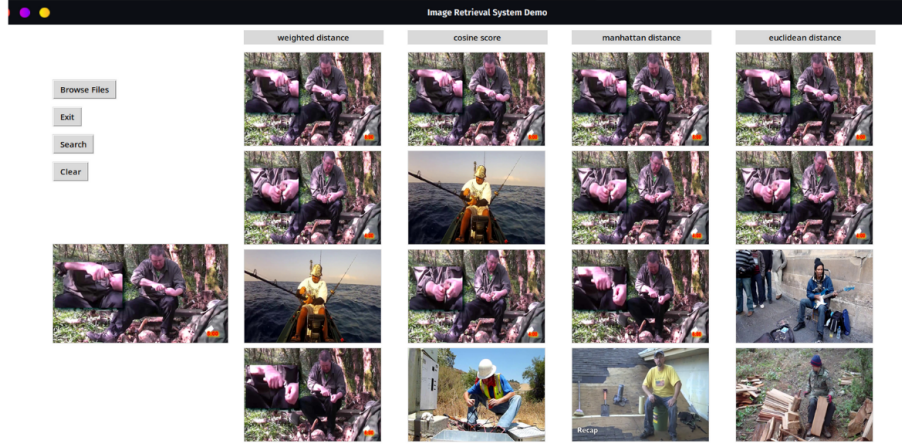 Image Retrieval System Demo
weighted distance
cosine score
manhattan distance
euclidean distance
Browse Files
Exit
Search
Clear
Recap